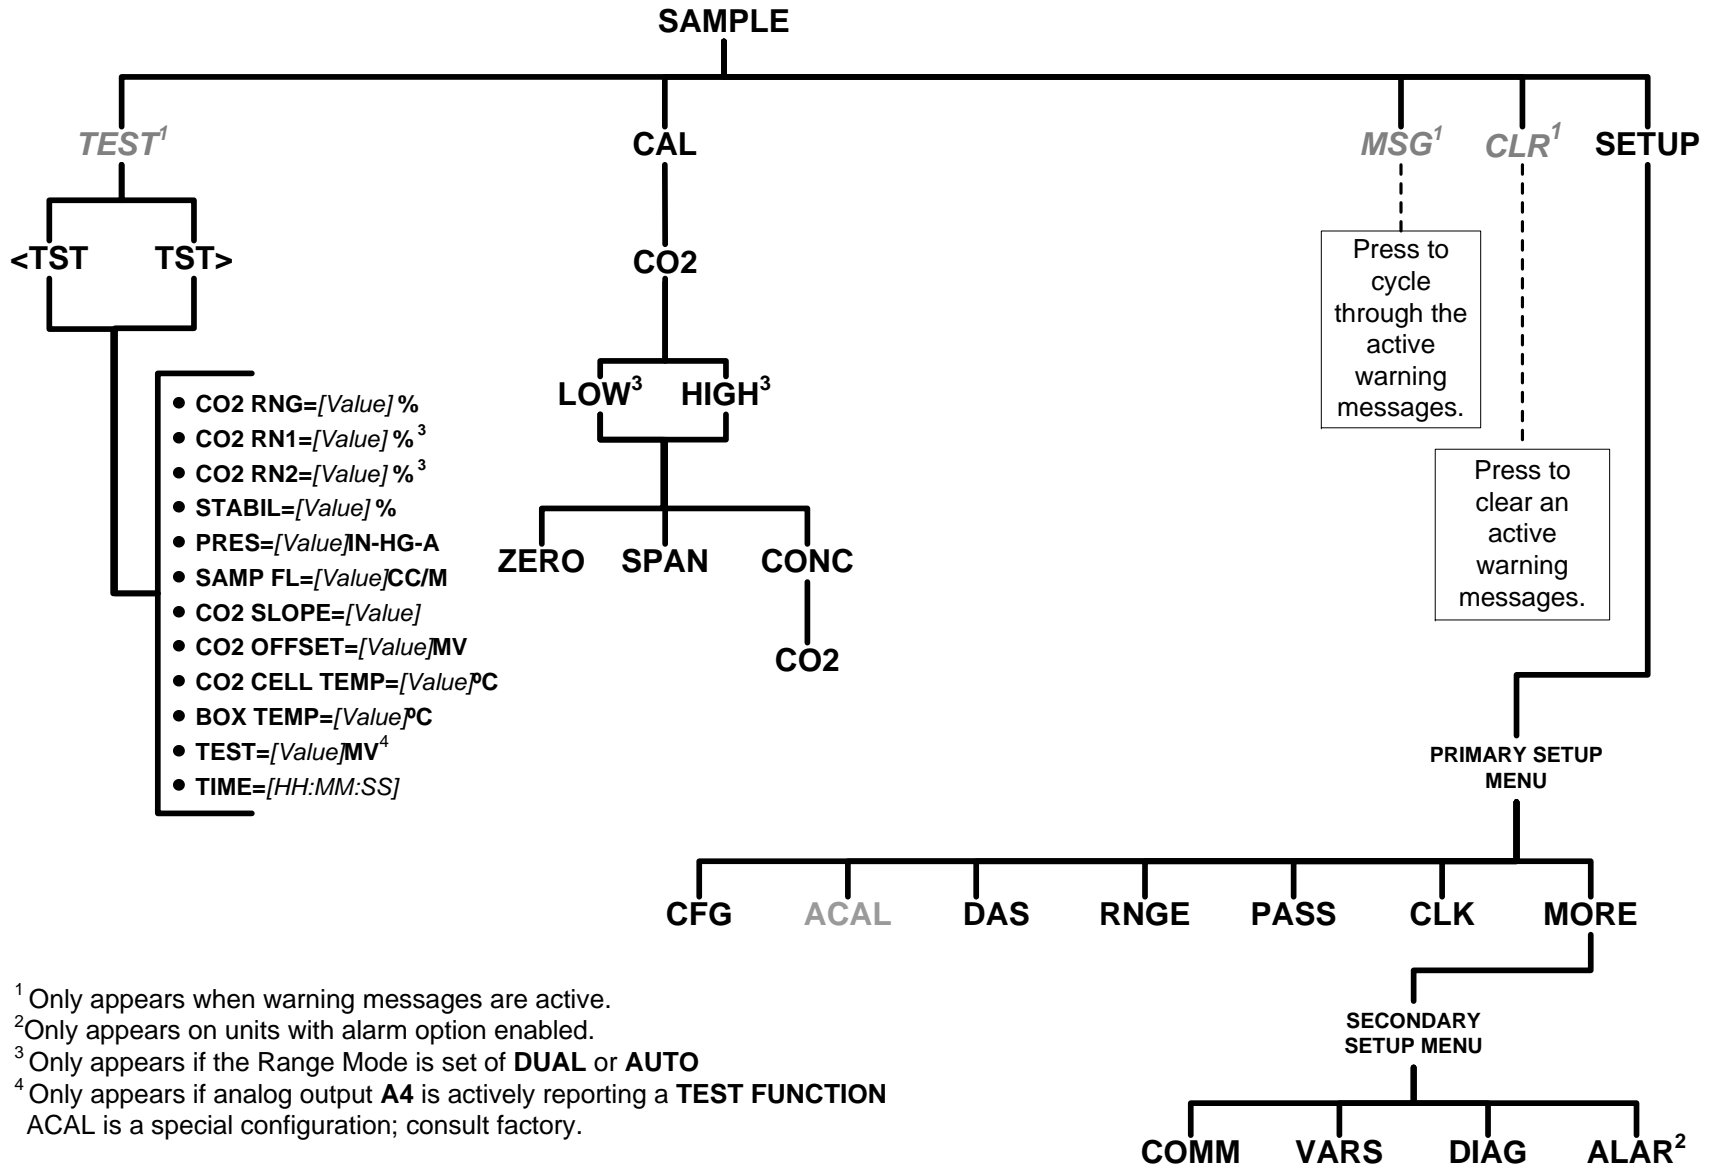 SAMPLE
TEST¹ CAL MSG¹ CLR¹ SETUP
<TST TST>
CO2
Press to
cycle
through the
active
warning
messages.
LOW³ HIGH³
• CO2 RNG=[Value] %
• CO2 RN1=[Value] % ³
• CO2 RN2=[Value] % ³
• STABIL=[Value] %
• PRES=[Value]IN-HG-A
• SAMP FL=[Value]CC/M
• CO2 SLOPE=[Value]
• CO2 OFFSET=[Value]MV
• CO2 CELL TEMP=[Value]ºC
• BOX TEMP=[Value]ºC
• TEST=[Value]MV⁴
• TIME=[HH:MM:SS]
ZERO SPAN CONC
CO2
Press to
clear an
active
warning
messages.
PRIMARY SETUP
MENU
CFG ACAL DAS RNGE PASS CLK MORE
SECONDARY
SETUP MENU
COMM VARS DIAG ALAR²
¹ Only appears when warning messages are active.
²Only appears on units with alarm option enabled.
³ Only appears if the Range Mode is set of DUAL or AUTO
⁴ Only appears if analog output A4 is actively reporting a TEST FUNCTION
ACAL is a special configuration; consult factory.